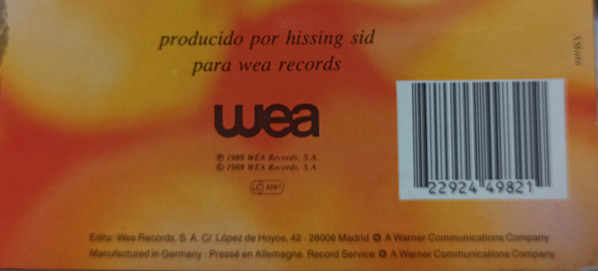 producido por hissing sid
para wea records
wea
℗ 1989 WEA Records. S.A.
© 1989 WEA Records. S.A.
LC 4281
22924 49821
Edita: Wea Records, S. A. C/. López de Hoyos, 42 - 28006 Madrid A Warner Communications Company
Manufactured in Germany · Pressé en Allemagne. Record Service A Warner Communications Company